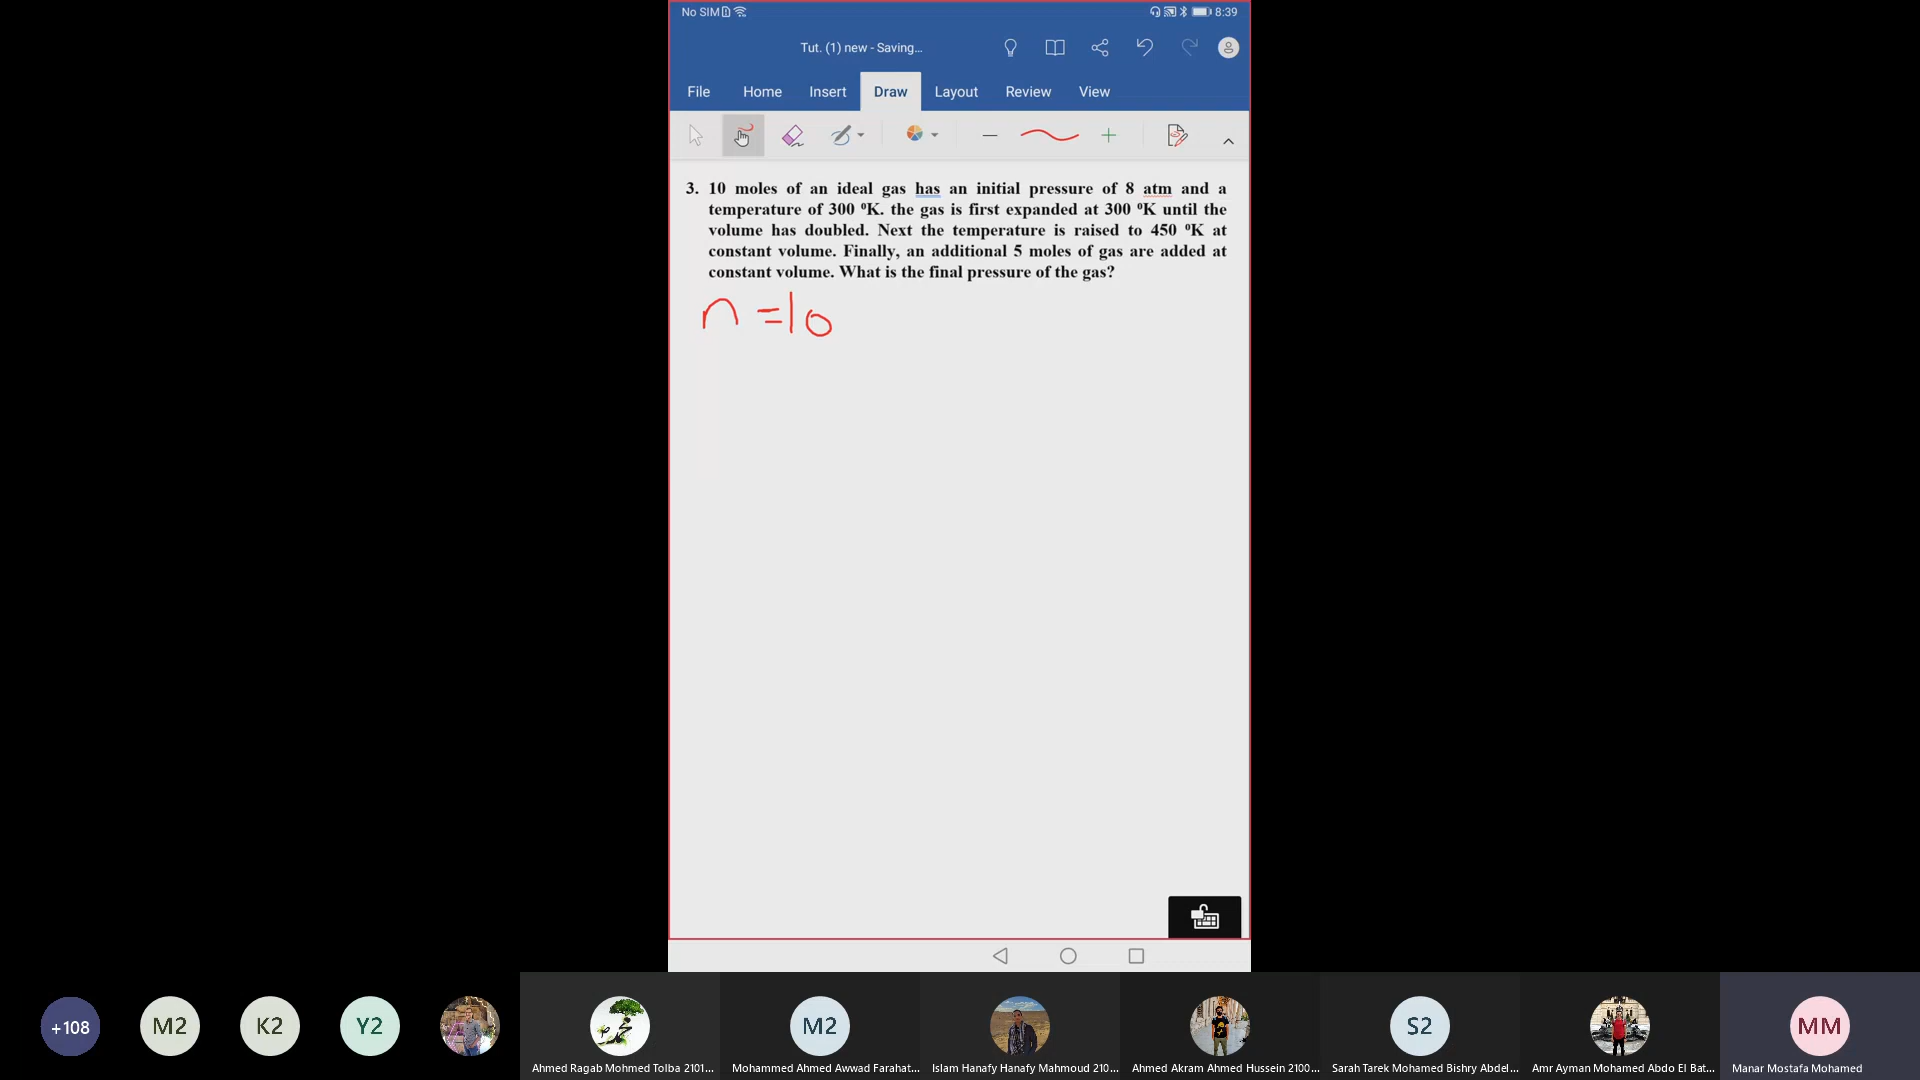 No SIM
8:39
Tut. (1) new - Saving...
File Home Insert Draw Layout Review View
3. 10 moles of an ideal gas has an initial pressure of 8 atm and a
temperature of 300 ⁰K. the gas is first expanded at 300 ⁰K until the
volume has doubled. Next the temperature is raised to 450 ⁰K at
constant volume. Finally, an additional 5 moles of gas are added at
constant volume. What is the final pressure of the gas?
n = 10
+108 M2 K2 Y2 M2 S2 MM
Ahmed Ragab Mohmed Tolba 2101... Mohammed Ahmed Awwad Farahat... Islam Hanafy Hanafy Mahmoud 210... Ahmed Akram Ahmed Hussein 2100... Sarah Tarek Mohamed Bishry Abdel... Amr Ayman Mohamed Abdo El Bat... Manar Mostafa Mohamed